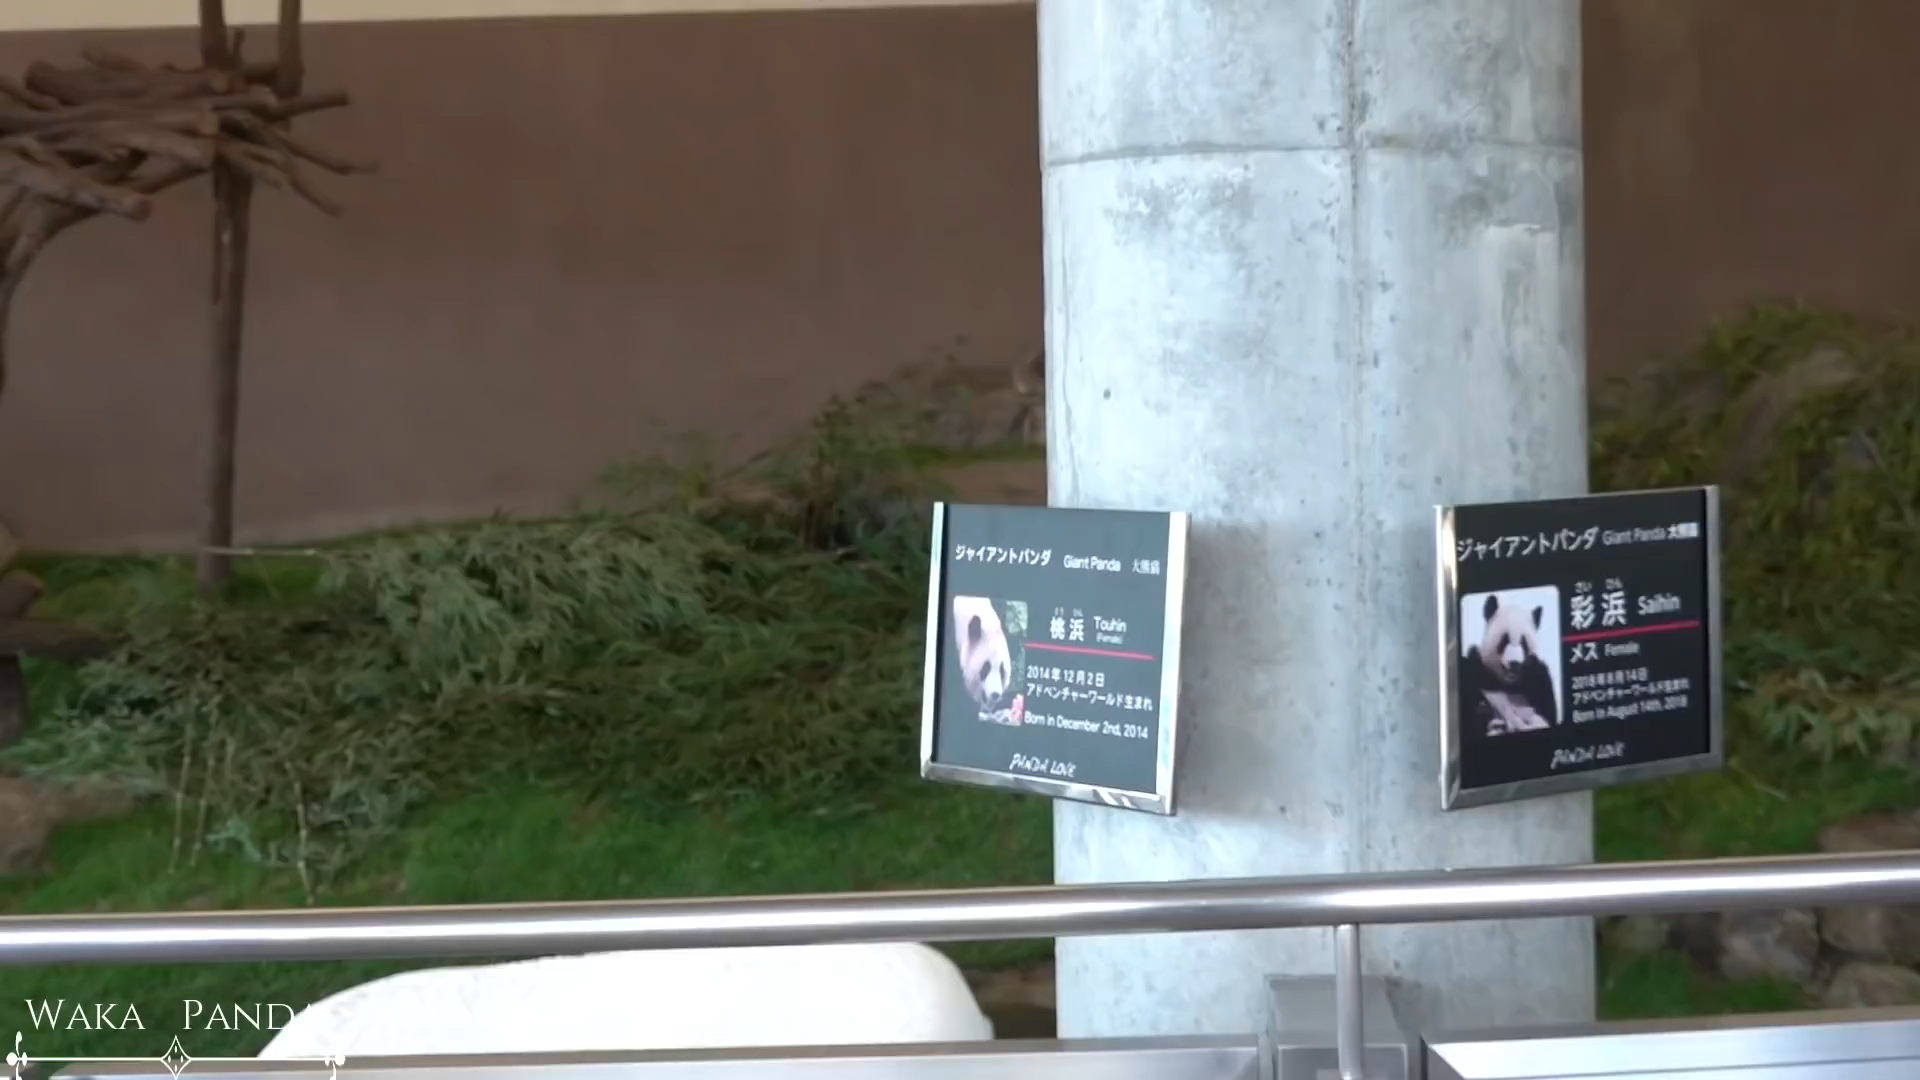 ジャイアントパンダ Giant Panda 大熊猫
とう ひん
桃浜 Touhin
(Female)
2014年12月2日
アドベンチャーワールド生まれ
Born in December 2nd, 2014
PANDA LOVE
ジャイアントパンダ Giant Panda 大熊猫
さい ひん
彩浜 Saihin
メス Female
2018年8月14日
アドベンチャーワールド生まれ
Born in August 14th, 2018
PANDA LOVE
WAKA PANDA